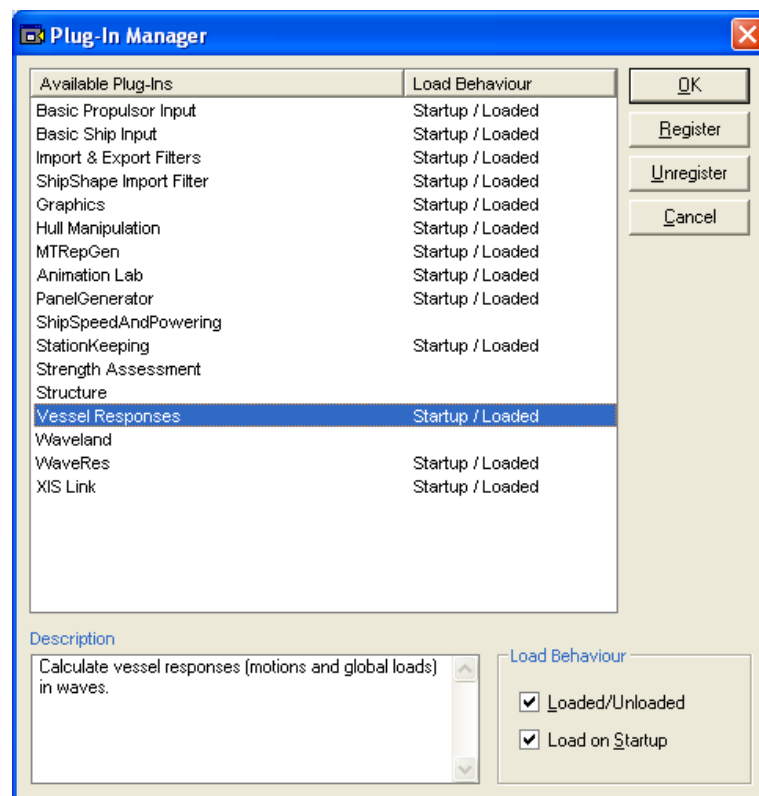 Plug-In Manager
Available Plug-Ins Load Behaviour
Basic Propulsor Input Startup / Loaded
Basic Ship Input Startup / Loaded
Import & Export Filters Startup / Loaded
ShipShape Import Filter Startup / Loaded
Graphics Startup / Loaded
Hull Manipulation Startup / Loaded
MTRepGen Startup / Loaded
Animation Lab Startup / Loaded
PanelGenerator Startup / Loaded
ShipSpeedAndPowering
StationKeeping Startup / Loaded
Strength Assessment
Structure
Vessel Responses Startup / Loaded
Waveland
WaveRes Startup / Loaded
XIS Link Startup / Loaded
OK
Register
Unregister
Cancel
Description
Calculate vessel responses (motions and global loads)
in waves.
Load Behaviour
Loaded/Unloaded
Load on Startup